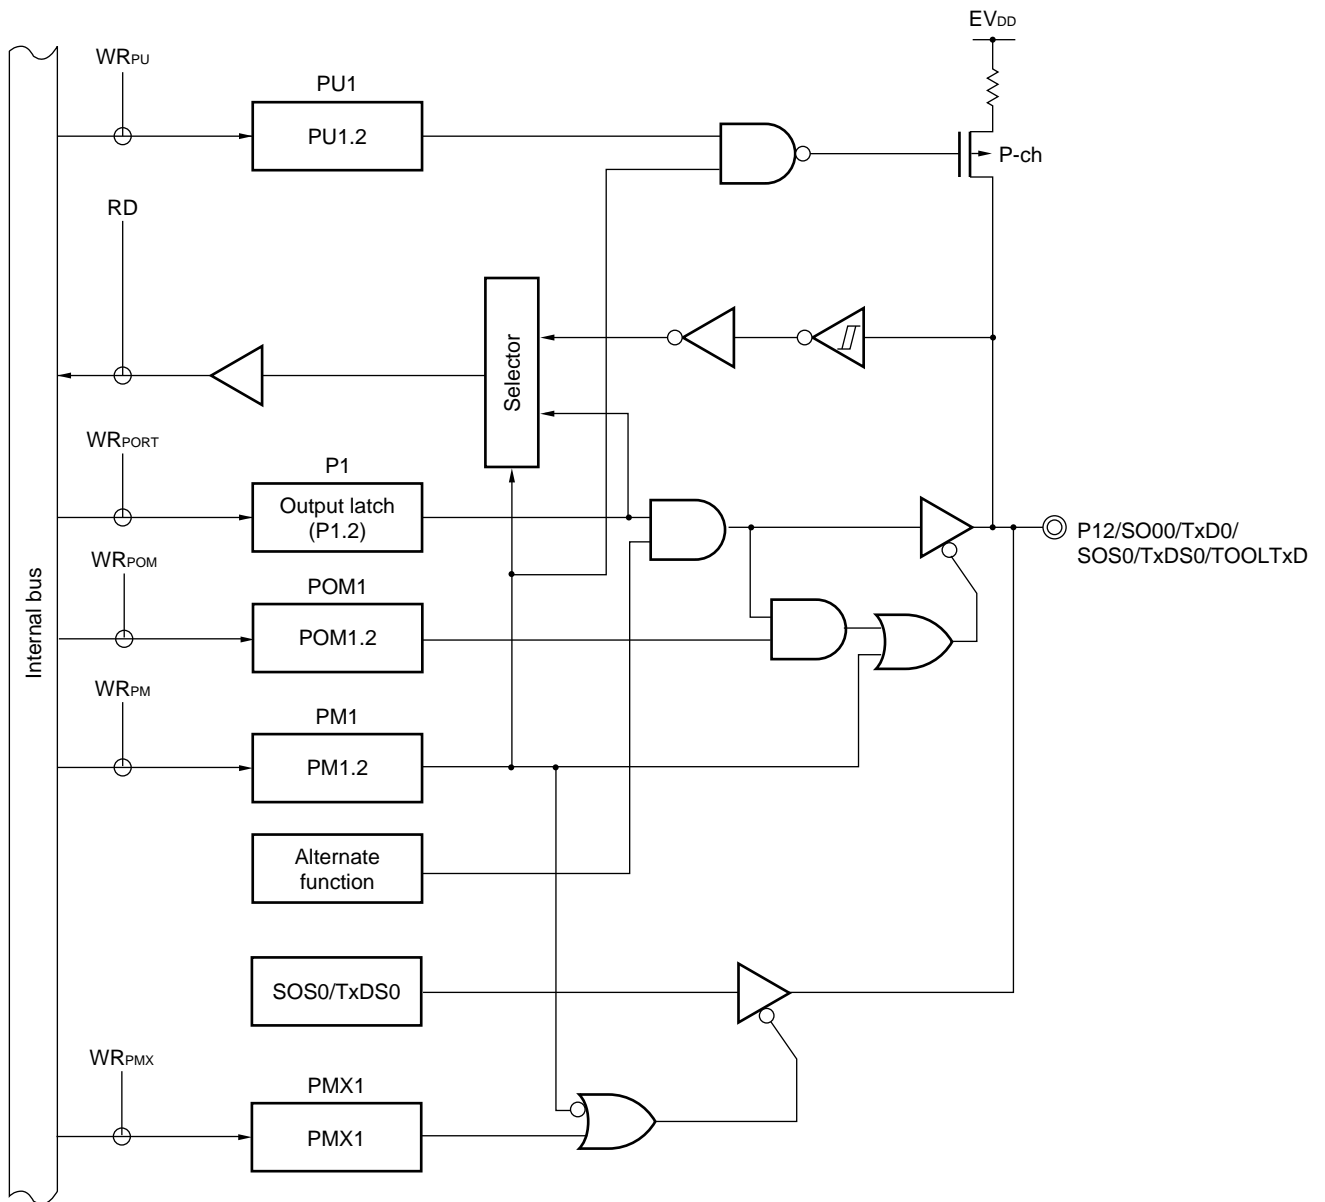 EVDD
WRPU
PU1
PU1.2
P-ch
RD
Selector
WRPORT
P1
Output latch
(P1.2)
P12/SO00/TxD0/
SOS0/TxDS0/TOOLTxD
WRPOM
POM1
POM1.2
Internal bus
WRPM
PM1
PM1.2
Alternate
function
SOS0/TxDS0
WRPMX
PMX1
PMX1